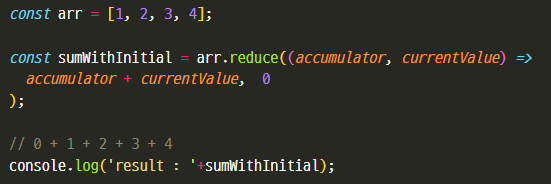 const arr = [1, 2, 3, 4];
const sumWithInitial = arr.reduce((accumulator, currentValue) =>
accumulator + currentValue, 0
);
// 0 + 1 + 2 + 3 + 4
console.log('result : '+sumWithInitial);